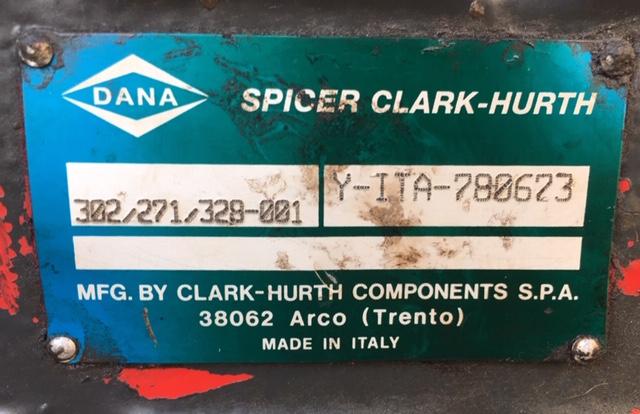 DANA
SPICER CLARK-HURTH
302/271/328-001
Y-ITA-780623
MFG. BY CLARK-HURTH COMPONENTS S.P.A.
38062 Arco (Trento)
MADE IN ITALY